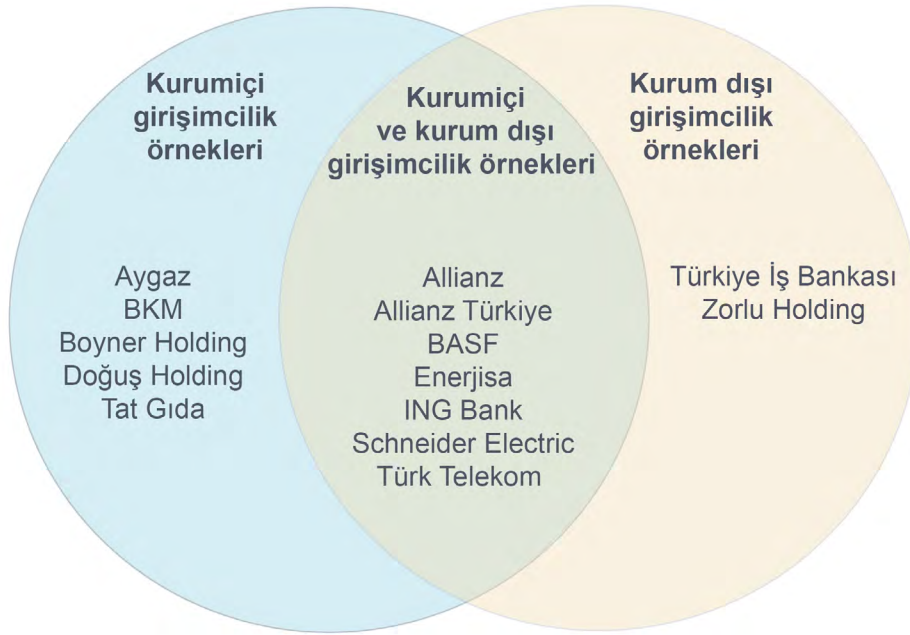 Kurumiçi
girişimcilik
örnekleri
Aygaz
BKM
Boyner Holding
Doğuş Holding
Tat Gıda
Kurumiçi
ve kurum dışı
girişimcilik örnekleri
Allianz
Allianz Türkiye
BASF
Enerjisa
ING Bank
Schneider Electric
Türk Telekom
Kurum dışı
girişimcilik
örnekleri
Türkiye İş Bankası
Zorlu Holding